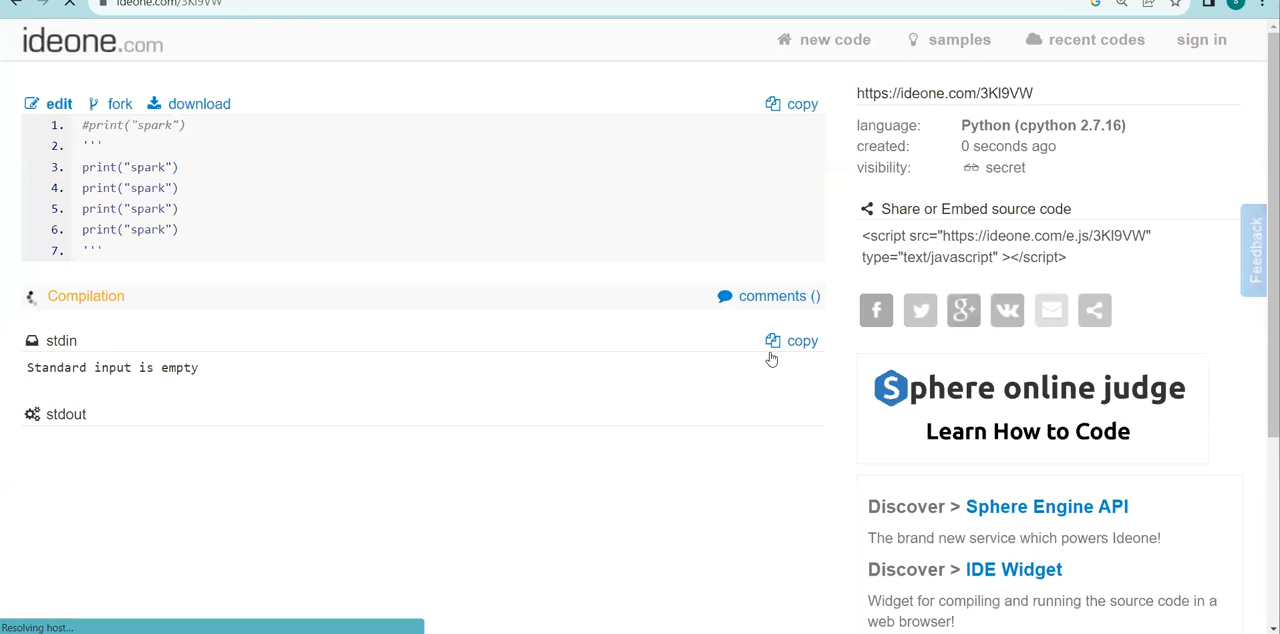 ideone.com/3Kl9VW
ideone.com
new code
samples
recent codes
sign in
edit
fork
download
copy
1. #print("spark")
2. '''
3. print("spark")
4. print("spark")
5. print("spark")
6. print("spark")
7. '''
Compilation
comments ()
stdin
copy
Standard input is empty
stdout
https://ideone.com/3Kl9VW
language: Python (cpython 2.7.16)
created: 0 seconds ago
visibility: secret
Share or Embed source code
<script src="https://ideone.com/e.js/3Kl9VW"
type="text/javascript" ></script>
Sphere online judge
Learn How to Code
Discover > Sphere Engine API
The brand new service which powers Ideone!
Discover > IDE Widget
Widget for compiling and running the source code in a
web browser!
Feedback
Resolving host...